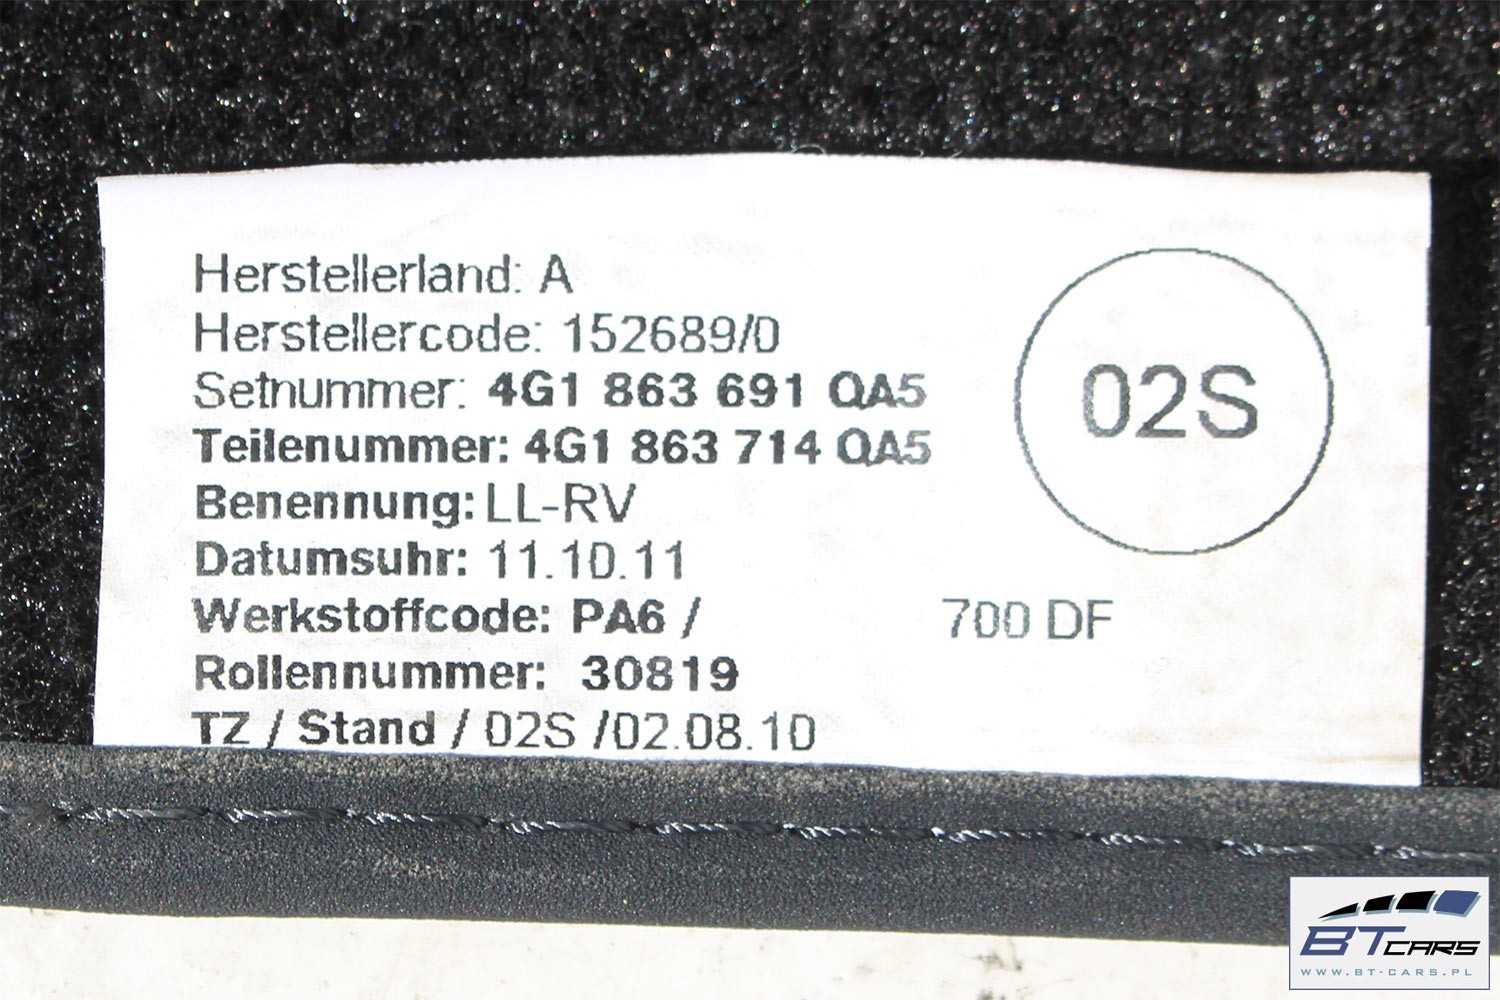 Herstellerland: A
Herstellercode: 152689/0
Setnummer: 4G1 863 691 QA5
Teilenummer: 4G1 863 714 QA5
Benennung: LL-RV
Datumsuhr: 11.10.11
Werkstoffcode: PA6 / 700 DF
Rollennummer: 30819
TZ / Stand / 02S /02.08.10
02S
BT CARS
WWW.BT-CARS.PL